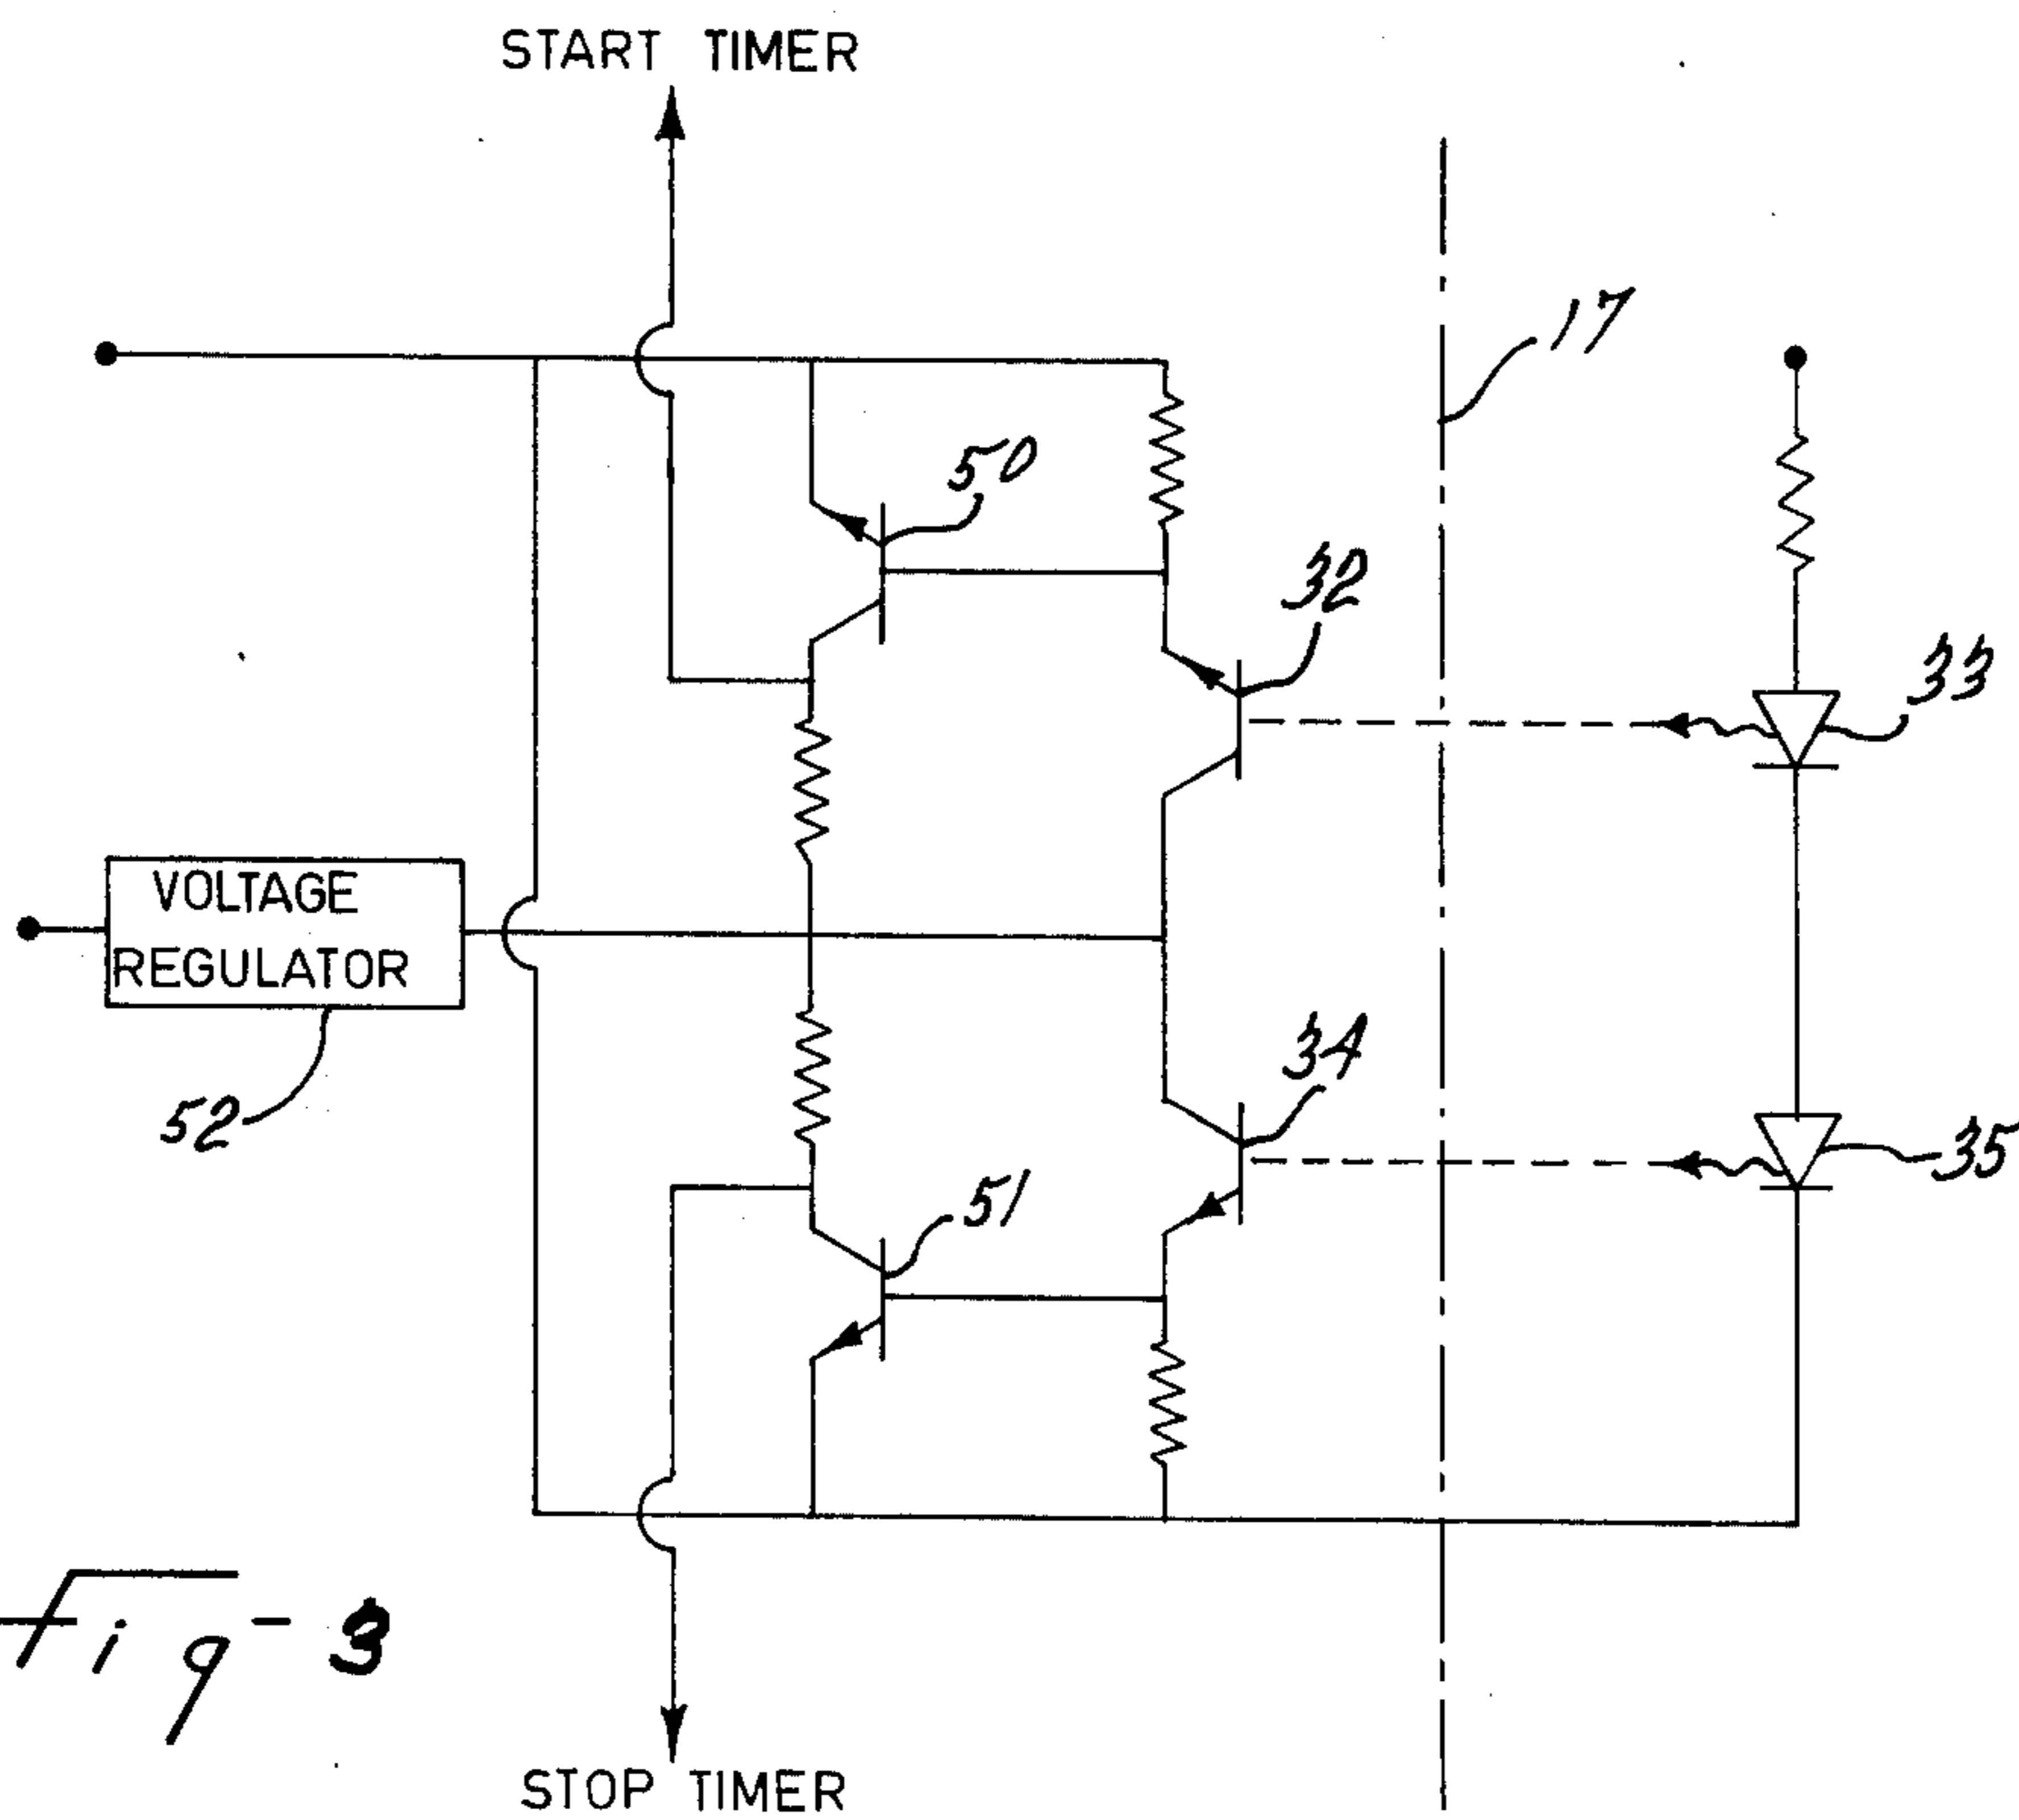 START TIMER
17
50
32
33
VOLTAGE
REGULATOR
52
34
35
51
Fig-3
STOP TIMER